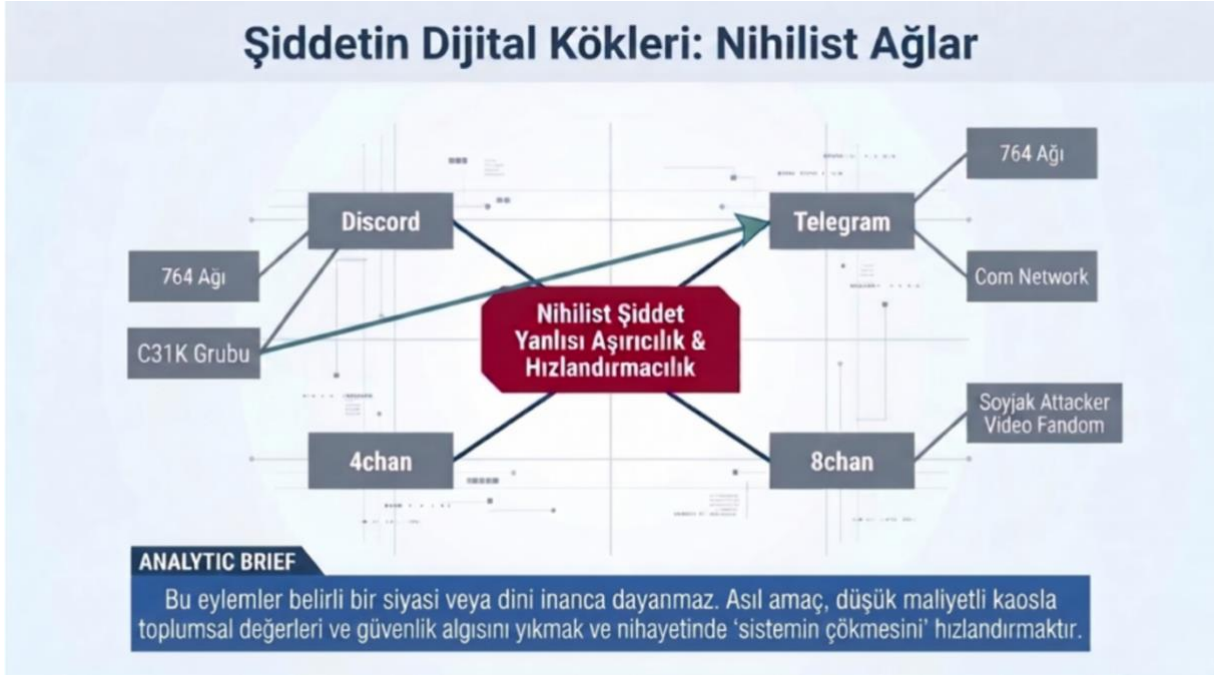 Şiddetin Dijital Kökleri: Nihilist Ağlar
764 Ağı
Discord
Telegram
764 Ağı
Com Network
C31K Grubu
Nihilist Şiddet
Yanlısı Aşırıcılık &
Hızlandırmacılık
Soyjak Attacker
Video Fandom
4chan
8chan
ANALYTIC BRIEF
Bu eylemler belirli bir siyasi veya dini inanca dayanmaz. Asıl amaç, düşük maliyetli kaosla
toplumsal değerleri ve güvenlik algısını yıkmak ve nihayetinde ‘sistemin çökmesini’ hızlandırmaktır.